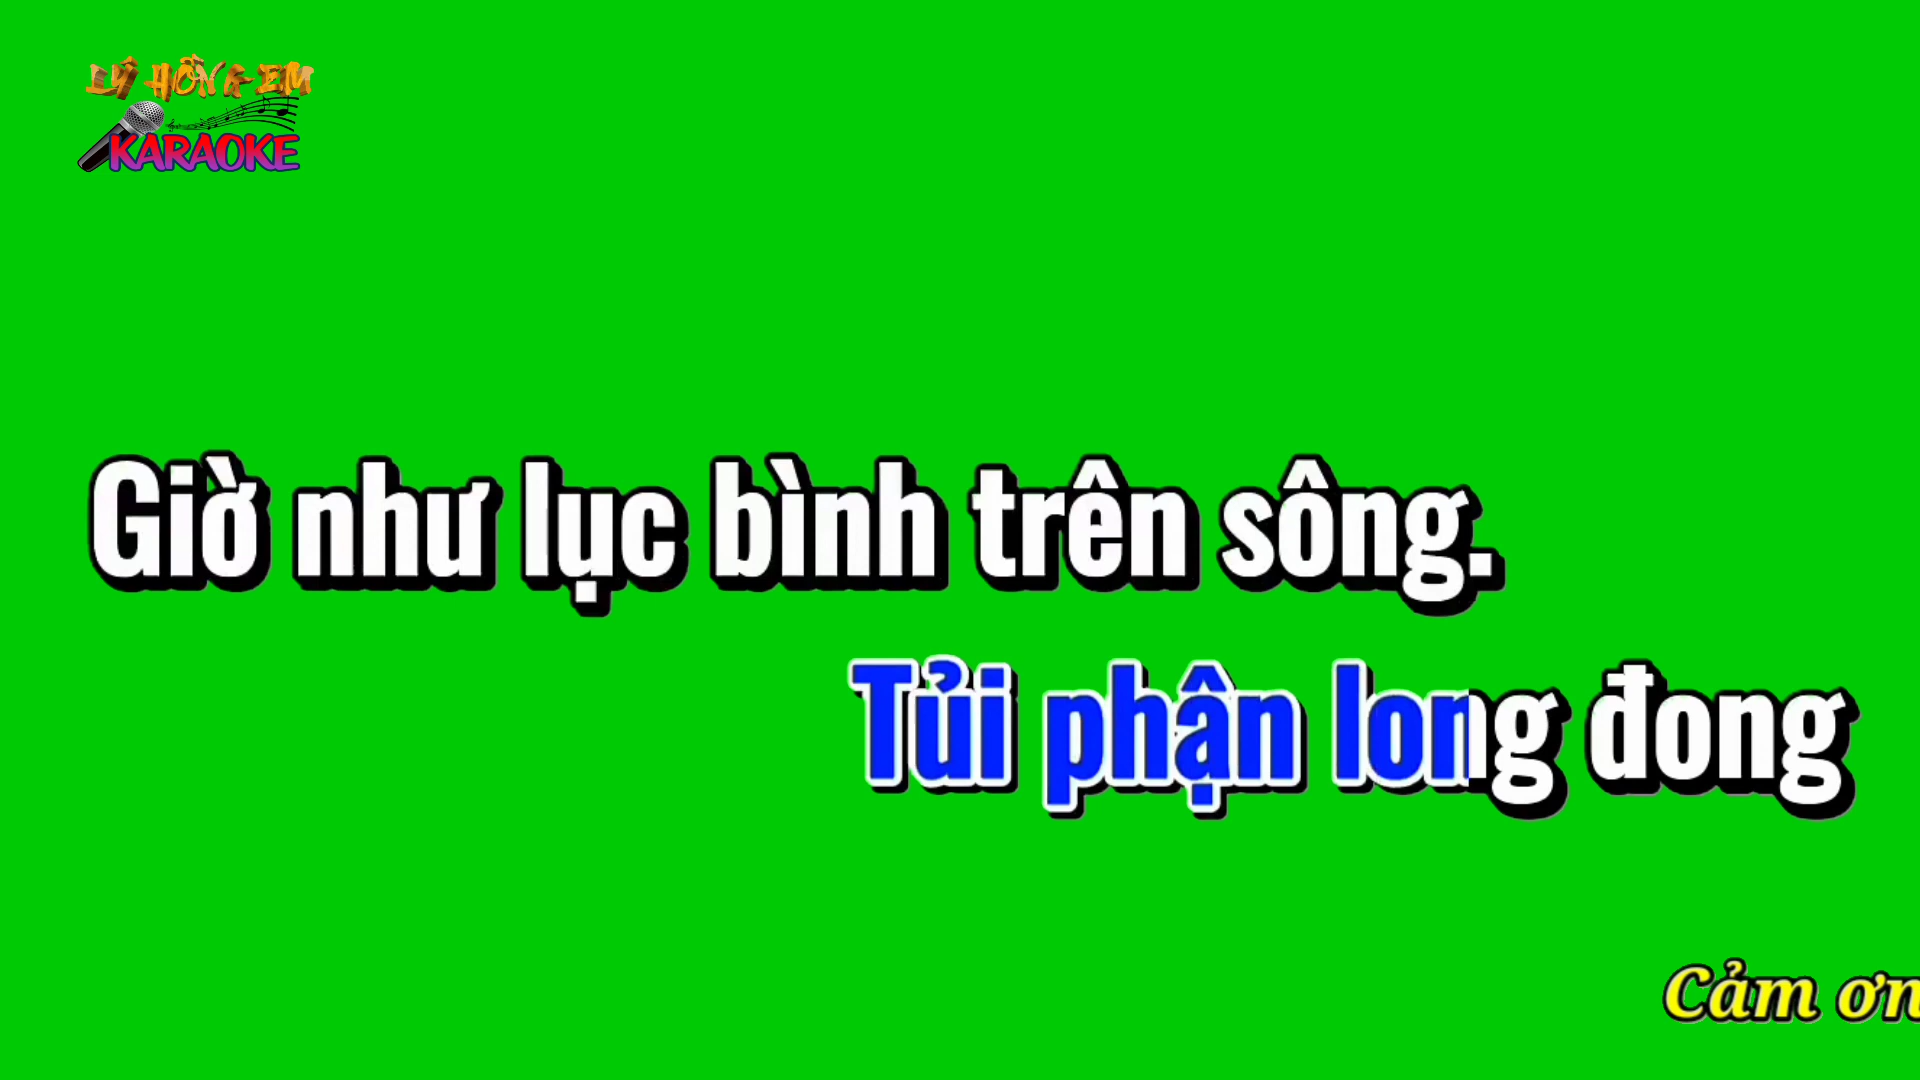 LÝ HỒNG EM
KARAOKE
Giờ như lục bình trên sông.
Tủi phận long đong
Cảm ơn